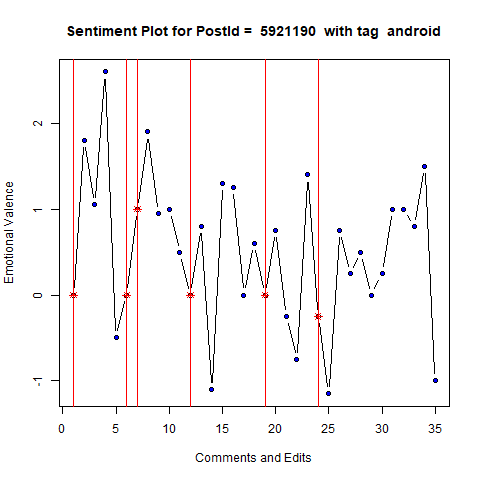 Sentiment Plot for PostId =  5921190  with tag  android
Emotional Valence
2
1
0
-1
0 5 10 15 20 25 30 35
Comments and Edits